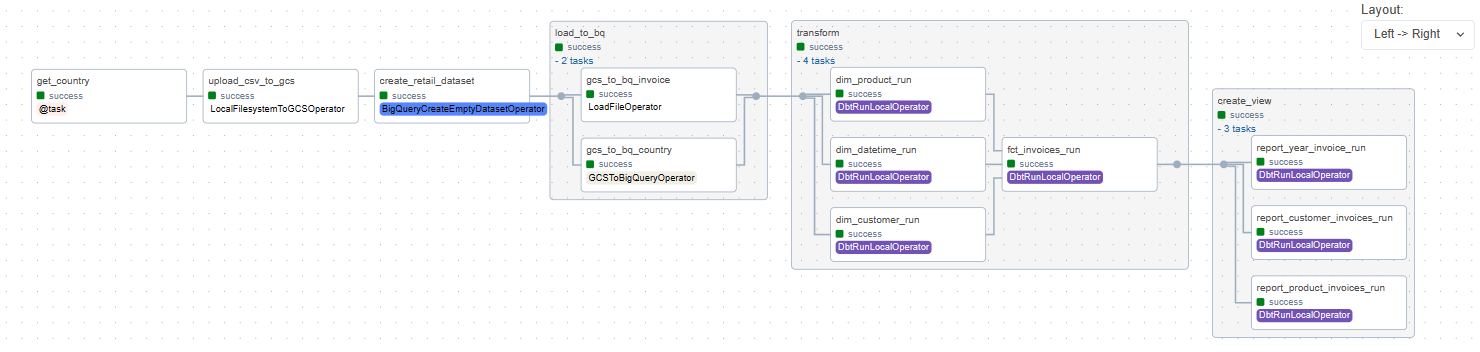 Layout:
Left -> Right
get_country
success
@task
upload_csv_to_gcs
success
LocalFilesystemToGCSOperator
create_retail_dataset
success
BigQueryCreateEmptyDatasetOperator
load_to_bq
success
- 2 tasks
gcs_to_bq_invoice
success
LoadFileOperator
gcs_to_bq_country
success
GCSToBigQueryOperator
transform
success
- 4 tasks
dim_product_run
success
DbtRunLocalOperator
dim_datetime_run
success
DbtRunLocalOperator
dim_customer_run
success
DbtRunLocalOperator
fct_invoices_run
success
DbtRunLocalOperator
create_view
success
- 3 tasks
report_year_invoice_run
success
DbtRunLocalOperator
report_customer_invoices_run
success
DbtRunLocalOperator
report_product_invoices_run
success
DbtRunLocalOperator